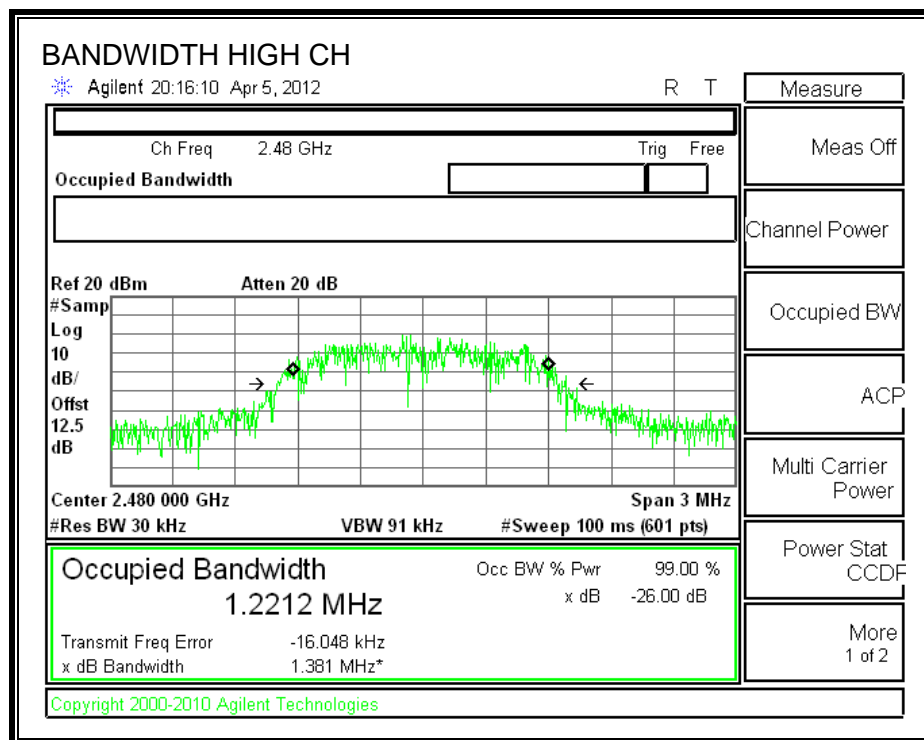 BANDWIDTH HIGH CH
Agilent 20:16:10 Apr 5, 2012 R T
Measure
Ch Freq 2.48 GHz Trig Free
Occupied Bandwidth
Meas Off
Channel Power
Occupied BW
ACP
Multi Carrier
Power
Power Stat
CCDF
More
1 of 2
Ref 20 dBm Atten 20 dB
#Samp
Log
10
dB/
Offst
12.5
dB
Center 2.480 000 GHz Span 3 MHz
#Res BW 30 kHz VBW 91 kHz #Sweep 100 ms (601 pts)
Occupied Bandwidth Occ BW % Pwr 99.00 %
1.2212 MHz x dB -26.00 dB
Transmit Freq Error -16.048 kHz
x dB Bandwidth 1.381 MHz*
Copyright 2000-2010 Agilent Technologies